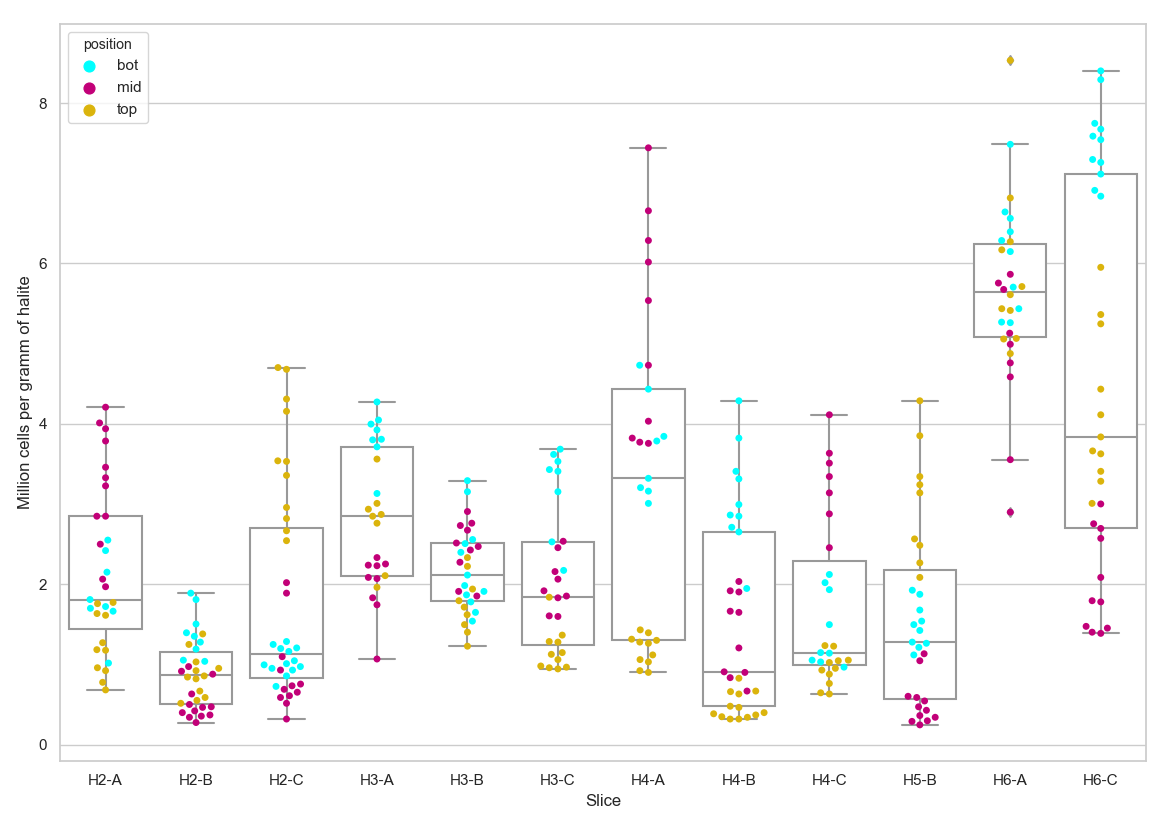 position
bot
mid
top
Million cells per gramm of halite
8
6
4
2
0
H2-A H2-B H2-C H3-A H3-B H3-C H4-A H4-B H4-C H5-B H6-A H6-C
Slice